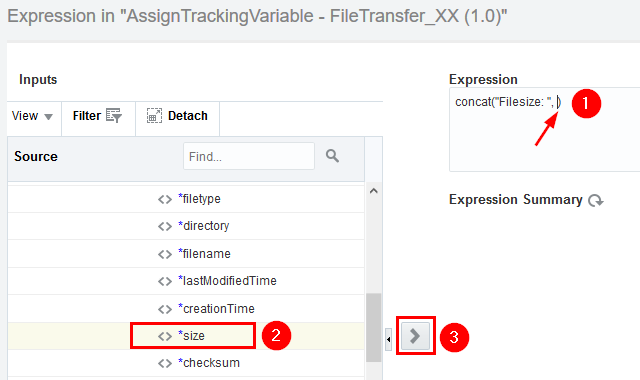 Expression in "AssignTrackingVariable - FileTransfer_XX (1.0)"
Inputs
View Filter Detach
Source Find...
<> *filetype
<> *directory
<> *filename
<> *lastModifiedTime
<> *creationTime
<> *size 2
<> *checksum
3
Expression
concat("Filesize: ", ) 1
Expression Summary